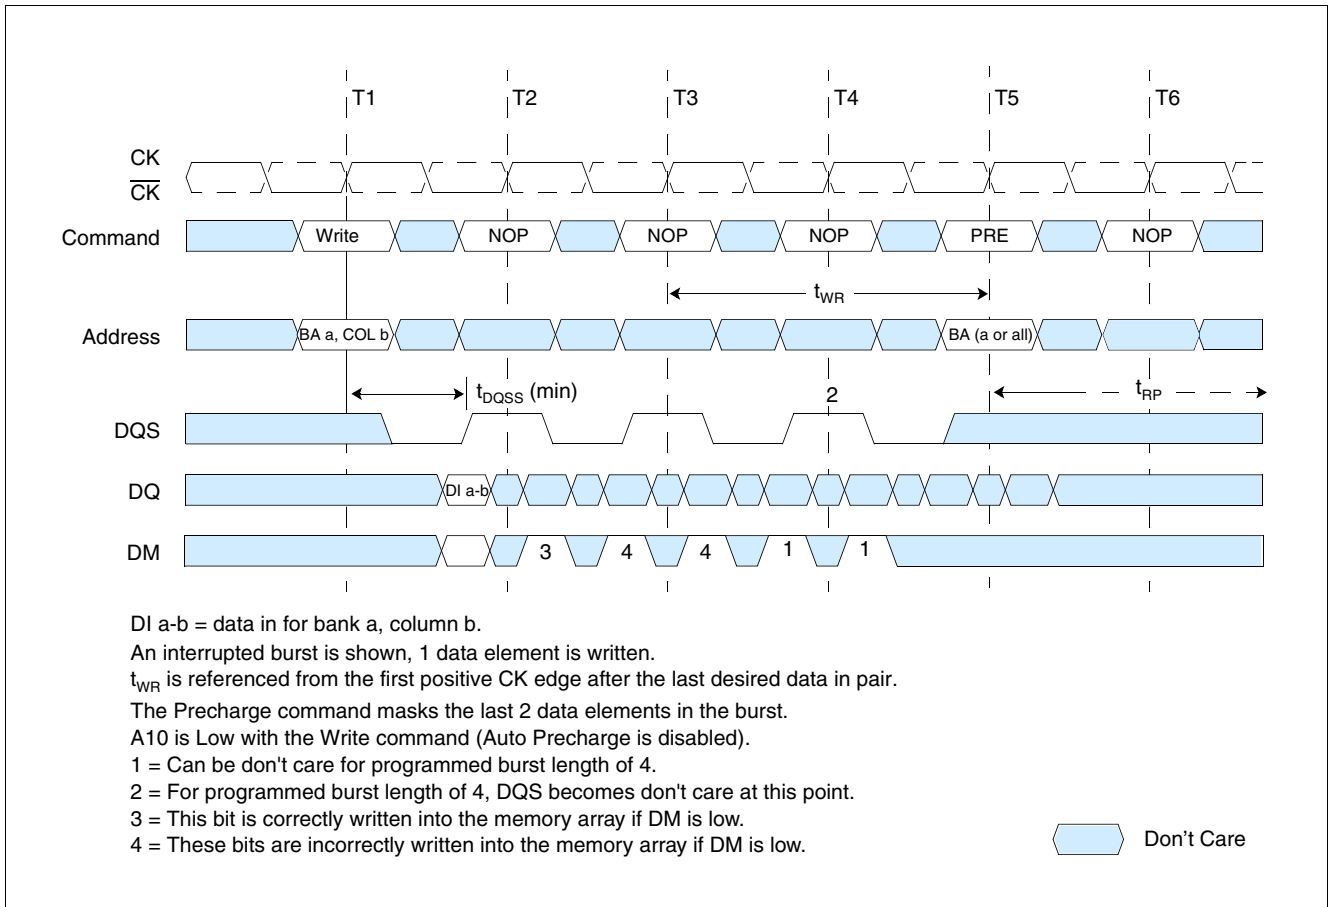 T1 T2 T3 T4 T5 T6
CK
CK
Command Write NOP NOP NOP PRE NOP
tWR
Address BA a, COL b BA (a or all)
tDQSS (min) 2 tRP
DQS
DQ DI a-b
DM 3 4 4 1 1
DI a-b = data in for bank a, column b.
An interrupted burst is shown, 1 data element is written.
tWR is referenced from the first positive CK edge after the last desired data in pair.
The Precharge command masks the last 2 data elements in the burst.
A10 is Low with the Write command (Auto Precharge is disabled).
1 = Can be don't care for programmed burst length of 4.
2 = For programmed burst length of 4, DQS becomes don't care at this point.
3 = This bit is correctly written into the memory array if DM is low.
4 = These bits are incorrectly written into the memory array if DM is low.
Don't Care